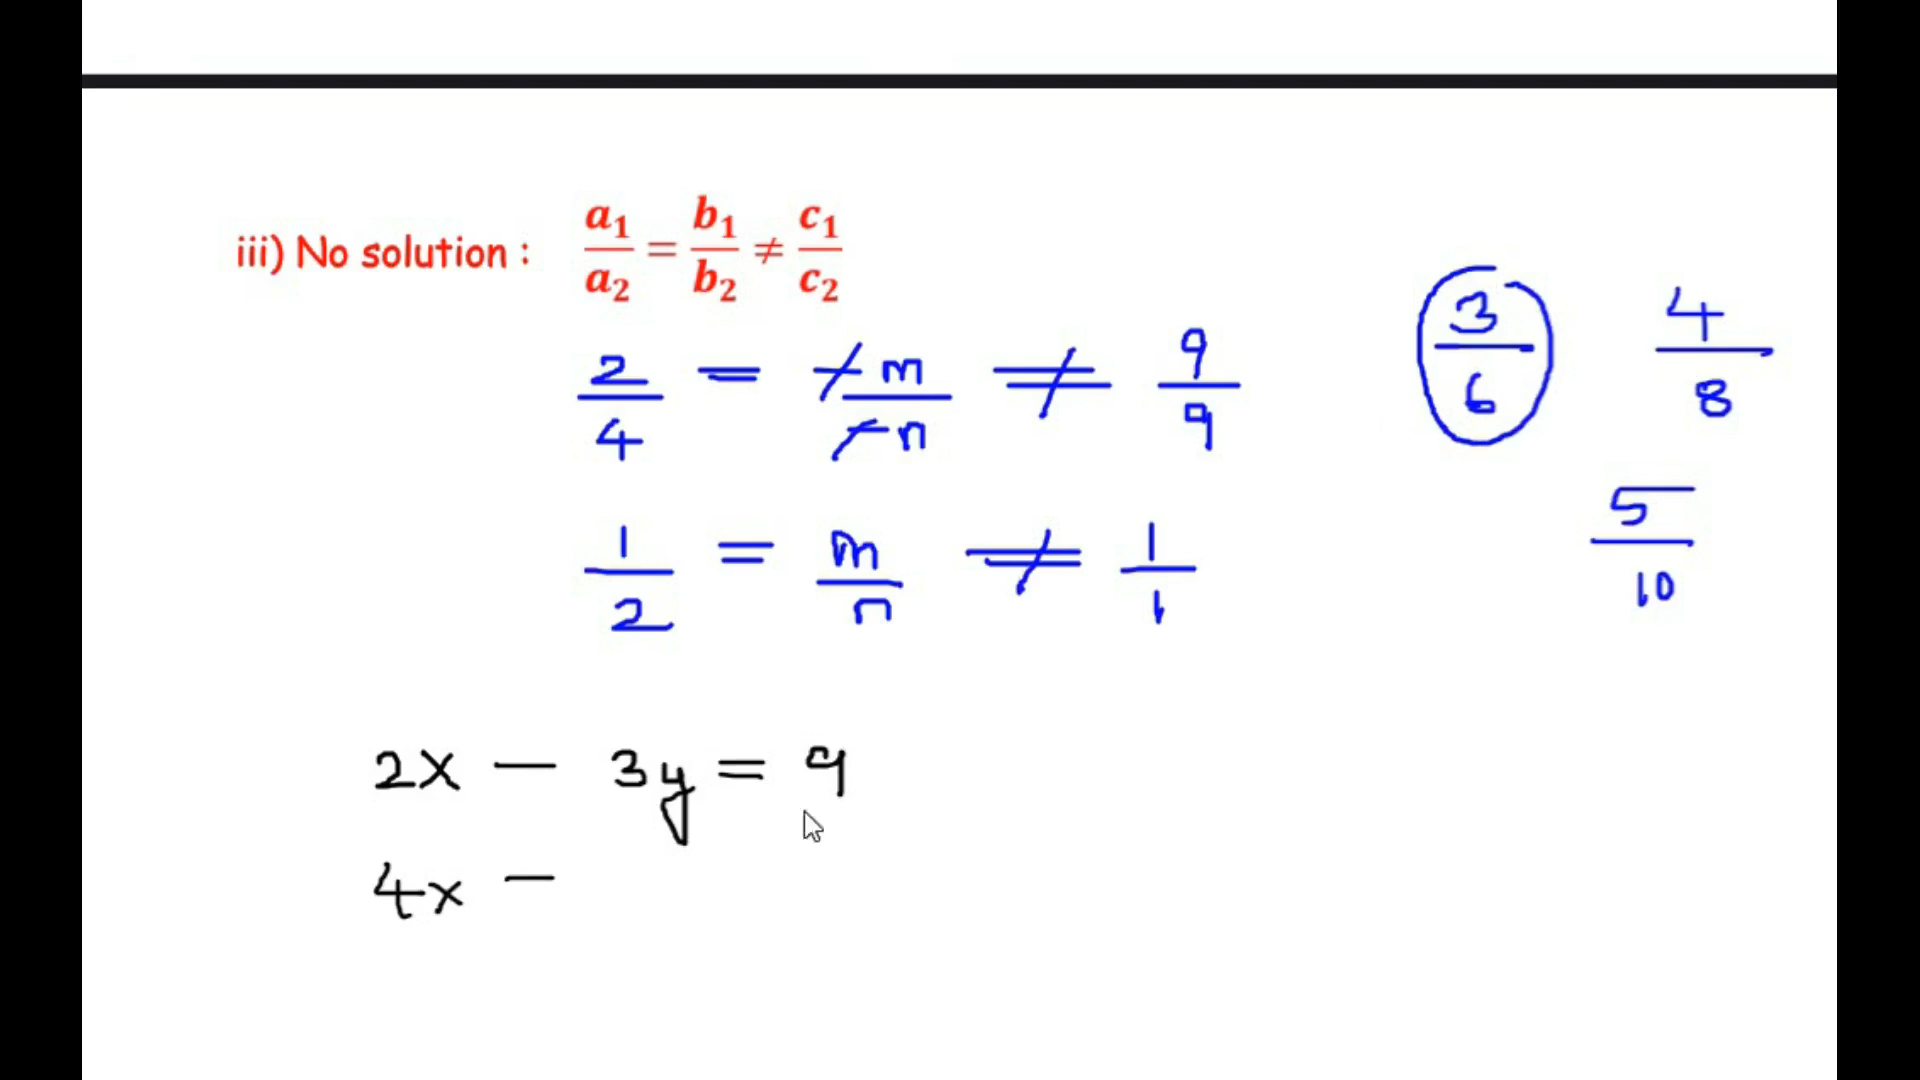 iii) No solution : a₁/a₂ = b₁/b₂ ≠ c₁/c₂
2/4 = -m/-n ≠ 9/9
3/6 4/8
1/2 = m/n ≠ 1/1
5/10
2x - 3y = 9
4x -